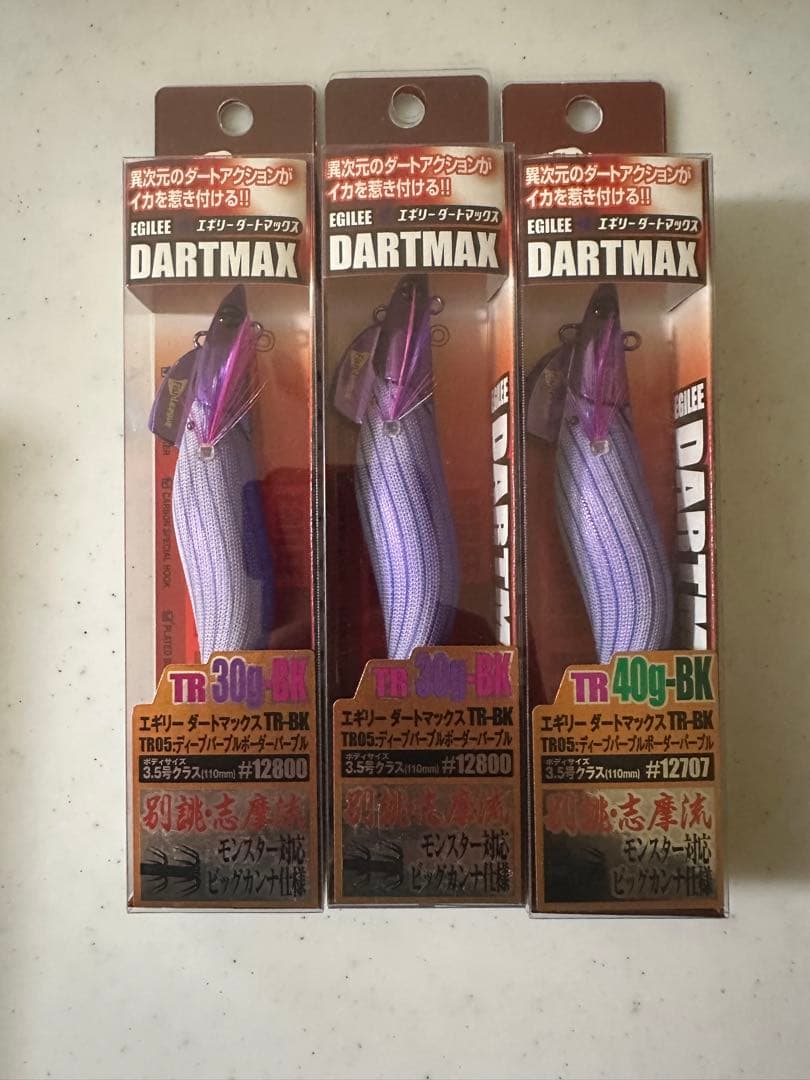 異次元のダートアクションが
イカを惹き付ける!!
EGILEE エギリーダートマックス
DARTMAX
TR 30g-BK
エギリー ダートマックス TR-BK
TR05:ディープパープルボーダーパープル
ボディサイズ
3.5号クラス(110mm) #12800
別誂・志摩流
モンスター対応
ビッグカンナ仕様
CARBON SPECIAL HOOK
異次元のダートアクションが
イカを惹き付ける!!
EGILEE エギリーダートマックス
DARTMAX
TR 30g-BK
エギリー ダートマックス TR-BK
TR05:ディープパープルボーダーパープル
ボディサイズ
3.5号クラス(110mm) #12800
別誂・志摩流
モンスター対応
ビッグカンナ仕様
異次元のダートアクションが
イカを惹き付ける!!
EGILEE エギリーダートマックス
DARTMAX
EGILEE
TR 40g-BK
エギリー ダートマックス TR-BK
TR05:ディープパープルボーダーパープル
ボディサイズ
3.5号クラス(110mm) #12707
別誂・志摩流
モンスター対応
ビッグカンナ仕様